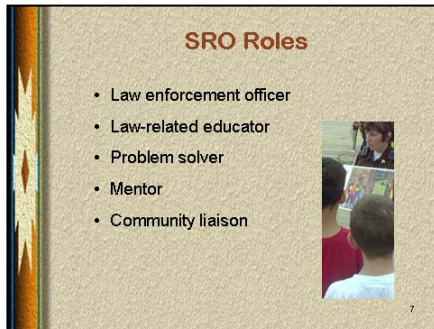 SRO Roles
• Law enforcement officer
• Law-related educator
• Problem solver
• Mentor
• Community liaison
7